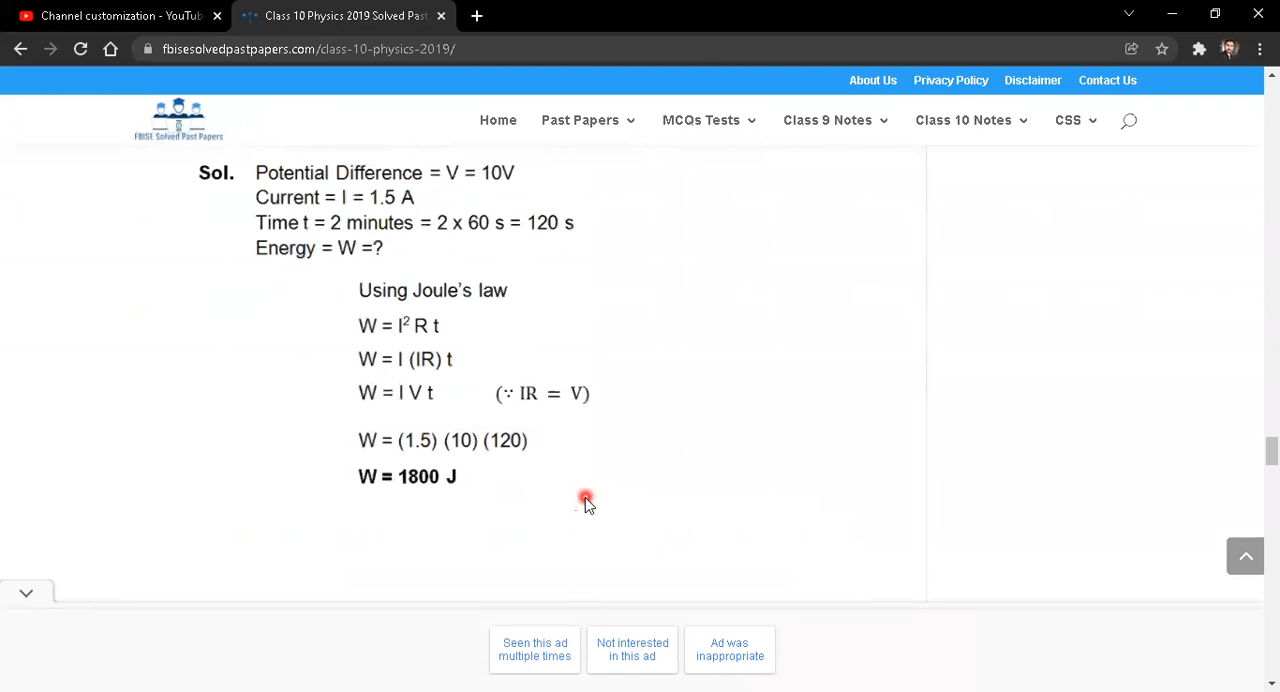 Channel customization - YouTub
Class 10 Physics 2019 Solved Past
fbisesolvedpastpapers.com/class-10-physics-2019/
About Us Privacy Policy Disclaimer Contact Us
FBISE Solved Past Papers
Home Past Papers MCQs Tests Class 9 Notes Class 10 Notes CSS
Sol. Potential Difference = V = 10V
Current = I = 1.5 A
Time t = 2 minutes = 2 x 60 s = 120 s
Energy = W =?
Using Joule's law
W = I² R t
W = I (IR) t
W = I V t (∵ IR = V)
W = (1.5) (10) (120)
W = 1800 J
Seen this ad
multiple times
Not interested
in this ad
Ad was
inappropriate